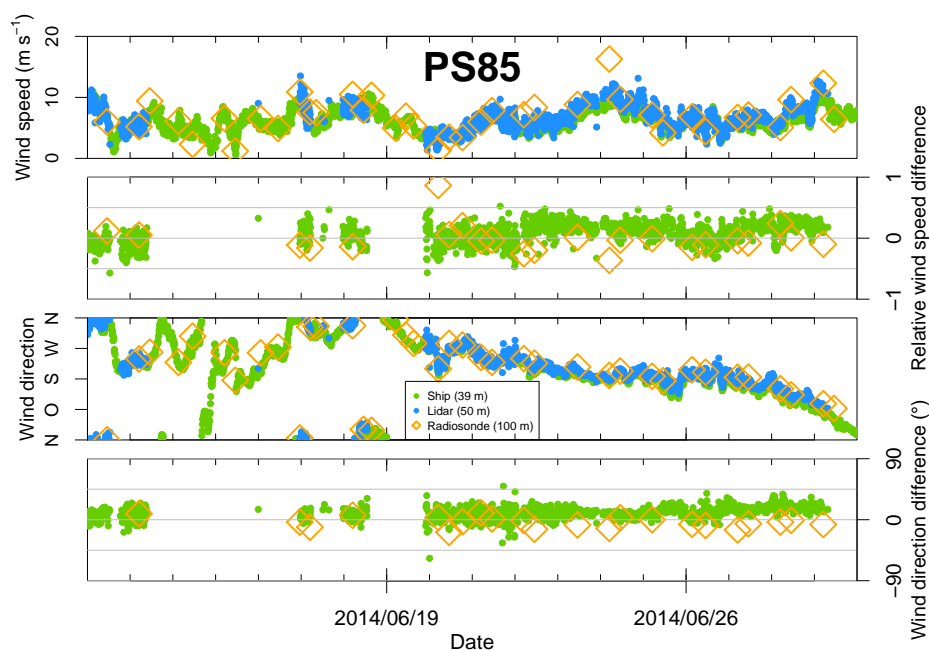 PS85
Wind speed (m s⁻¹)
20
10
0
Relative wind speed difference
1
0
−1
Wind direction
N
W
S
O
N
Ship (39 m)
Lidar (50 m)
Radiosonde (100 m)
Wind direction difference (°)
90
0
−90
2014/06/19 2014/06/26
Date